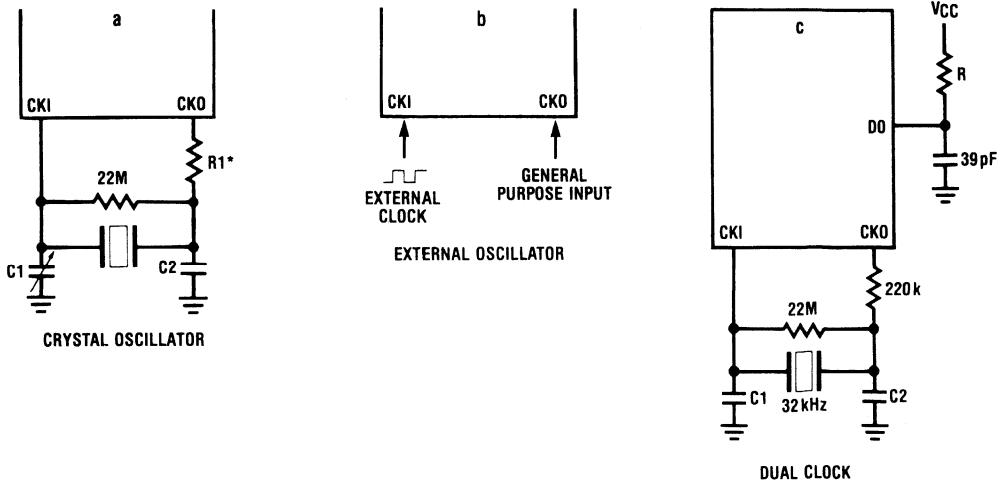 a
CKI
CKO
R1*
22M
C1
C2
CRYSTAL OSCILLATOR
b
CKI
CKO
EXTERNAL
CLOCK
GENERAL
PURPOSE INPUT
EXTERNAL OSCILLATOR
c
VCC
R
DO
39pF
CKI
CKO
220k
22M
C1
32kHz
C2
DUAL CLOCK